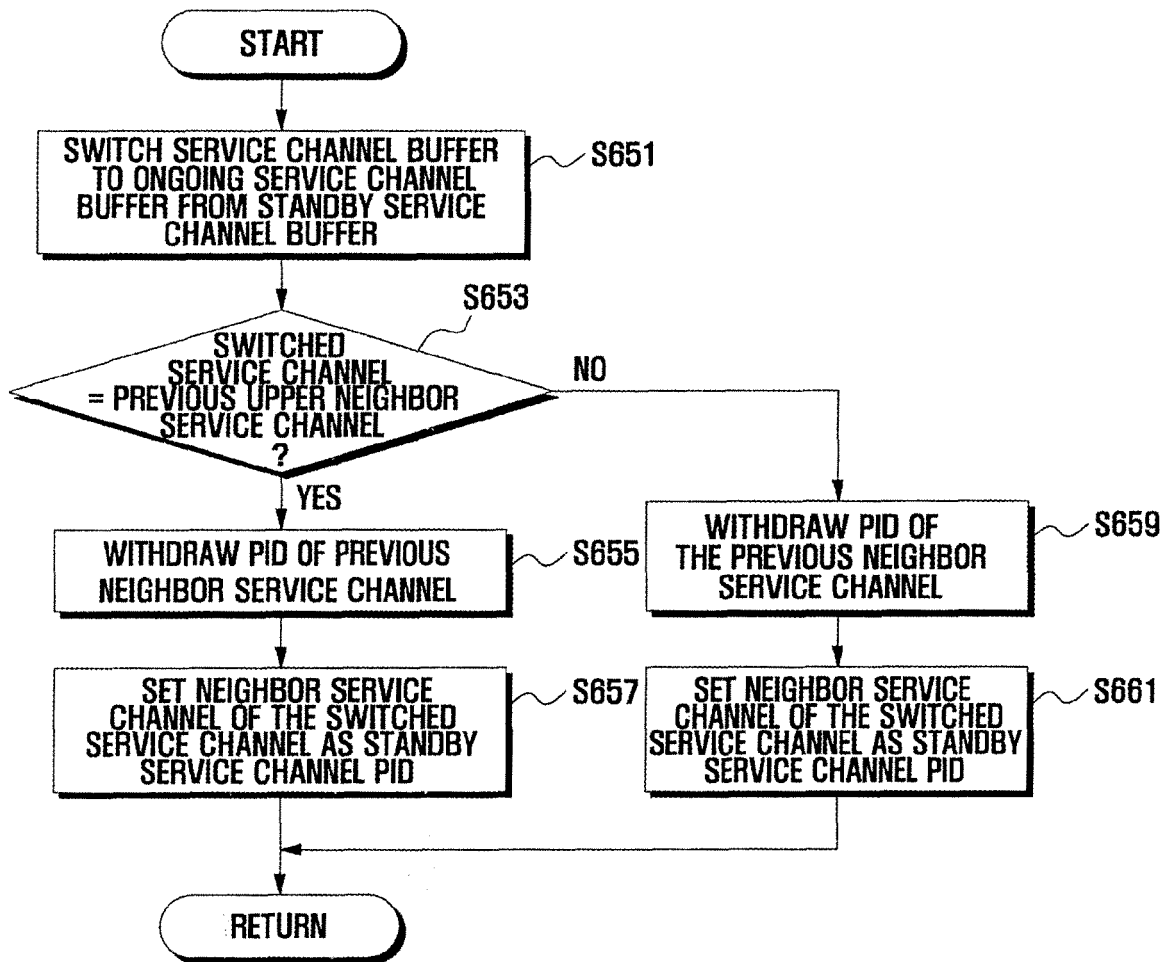 START
SWITCH SERVICE CHANNEL BUFFER
TO ONGOING SERVICE CHANNEL
BUFFER FROM STANDBY SERVICE
CHANNEL BUFFER
S651
S653
SWITCHED
SERVICE CHANNEL
= PREVIOUS UPPER NEIGHBOR
SERVICE CHANNEL
?
NO
YES
WITHDRAW PID OF PREVIOUS
NEIGHBOR SERVICE CHANNEL
S655
WITHDRAW PID OF
THE PREVIOUS NEIGHBOR
SERVICE CHANNEL
S659
SET NEIGHBOR SERVICE
CHANNEL OF THE SWITCHED
SERVICE CHANNEL AS STANDBY
SERVICE CHANNEL PID
S657
SET NEIGHBOR SERVICE
CHANNEL OF THE SWITCHED
SERVICE CHANNEL AS STANDBY
SERVICE CHANNEL PID
S661
RETURN